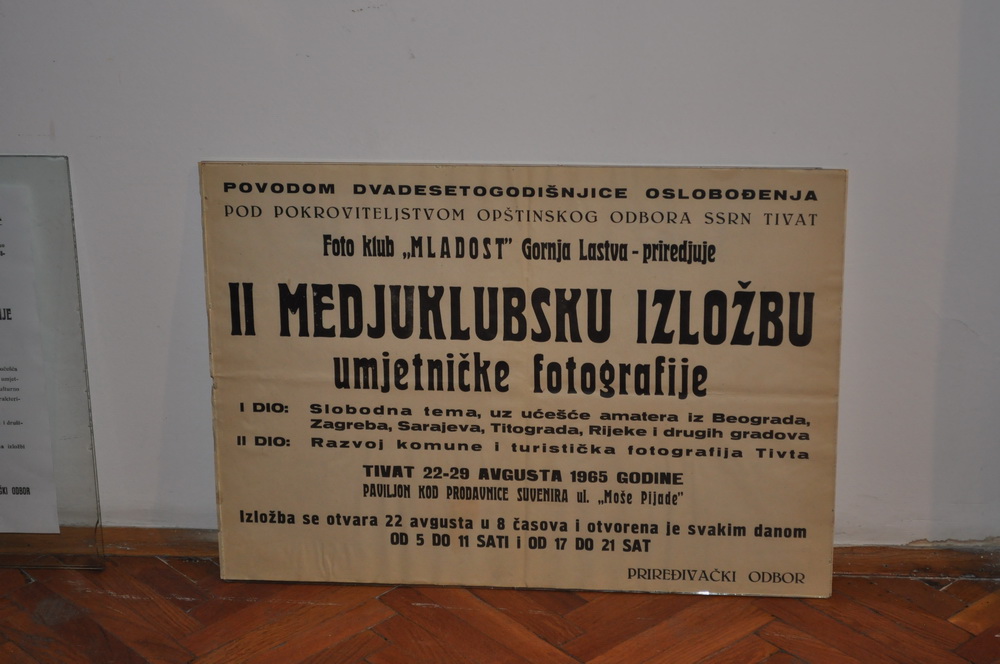 POVODOM DVADESETOGODIŠNJICE OSLOBOĐENJA
POD POKROVITELJSTVOM OPŠTINSKOG ODBORA SSRN TIVAT
Foto klub „MLADOST” Gornja Lastva - priredjuje
II MEDJUKLUBSKU IZLOŽBU
umjetničke fotografije
I DIO: Slobodna tema, uz ućešće amatera iz Beograda,
Zagreba, Sarajeva, Titograda, Rijeke i drugih gradova
II DIO: Razvoj komune i turistička fotografija Tivta
TIVAT 22-29 AVGUSTA 1965 GODINE
PAVILJON KOD PRODAVNICE SUVENIRA ul. „Moše Pijade”
Izložba se otvara 22 avgusta u 8 časova i otvorena je svakim danom
OD 5 DO 11 SATI i OD 17 DO 21 SAT
PRIREĐIVAČKI ODBOR
ODBOR